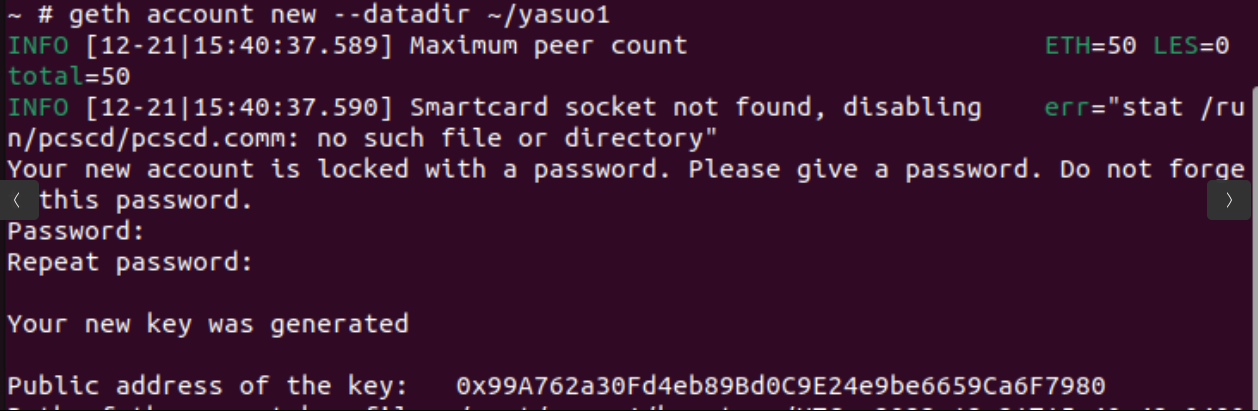 ~ # geth account new --datadir ~/yasuo1
INFO [12-21|15:40:37.589] Maximum peer count ETH=50 LES=0
total=50
INFO [12-21|15:40:37.590] Smartcard socket not found, disabling err="stat /ru
n/pcscd/pcscd.comm: no such file or directory"
Your new account is locked with a password. Please give a password. Do not forge
this password.
Password:
Repeat password:
Your new key was generated
Public address of the key: 0x99A762a30Fd4eb89Bd0C9E24e9be6659Ca6F7980